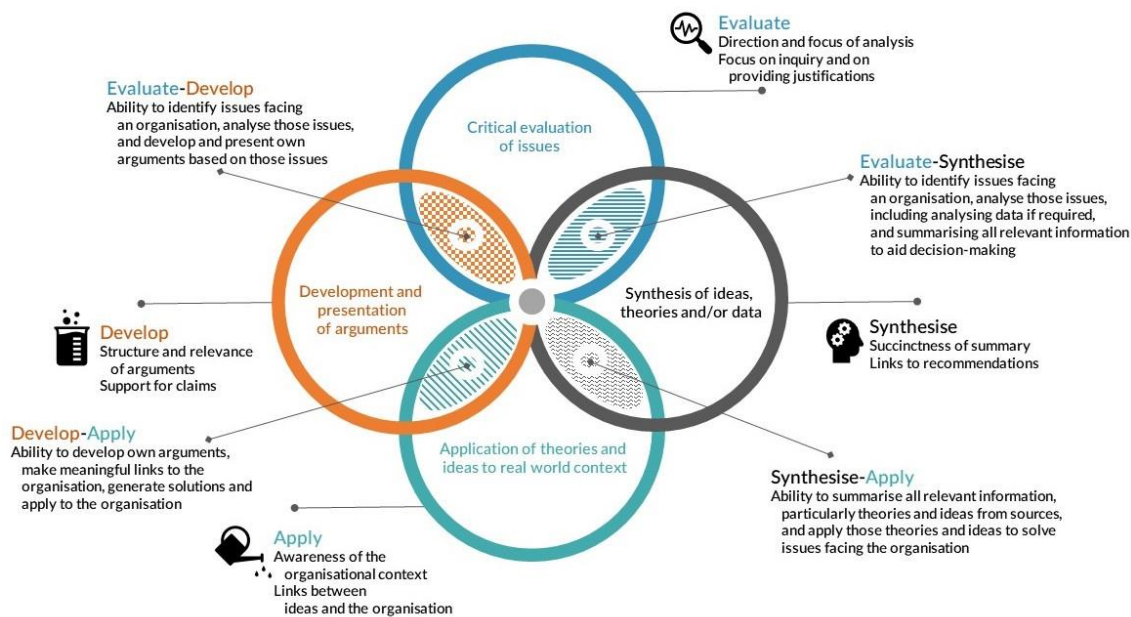 Evaluate
Direction and focus of analysis
Focus on inquiry and on
providing justifications
Evaluate-Develop
Ability to identify issues facing
an organisation, analyse those issues,
and develop and present own
arguments based on those issues
Critical evaluation
of issues
Evaluate-Synthesise
Ability to identify issues facing
an organisation, analyse those issues,
including analysing data if required,
and summarising all relevant information
to aid decision-making
Development and
presentation
of arguments
Synthesis of ideas,
theories and/or data
Develop
Structure and relevance
of arguments
Support for claims
Synthesise
Succinctness of summary
Links to recommendations
Develop-Apply
Ability to develop own arguments,
make meaningful links to the
organisation, generate solutions and
apply to the organisation
Application of theories and
ideas to real world context
Synthesise-Apply
Ability to summarise all relevant information,
particularly theories and ideas from sources,
and apply those theories and ideas to solve
issues facing the organisation
Apply
Awareness of the
organisational context
Links between
ideas and the organisation